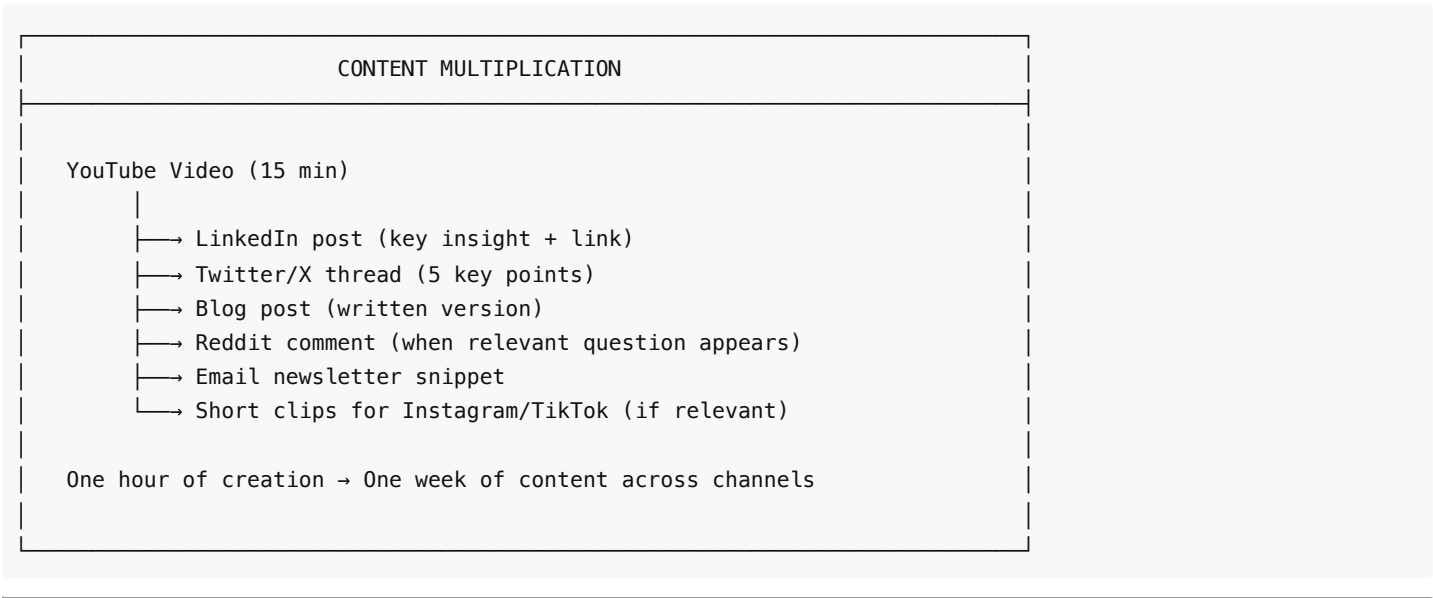 CONTENT MULTIPLICATION
YouTube Video (15 min)
├──→ LinkedIn post (key insight + link)
├──→ Twitter/X thread (5 key points)
├──→ Blog post (written version)
├──→ Reddit comment (when relevant question appears)
├──→ Email newsletter snippet
└──→ Short clips for Instagram/TikTok (if relevant)
One hour of creation → One week of content across channels